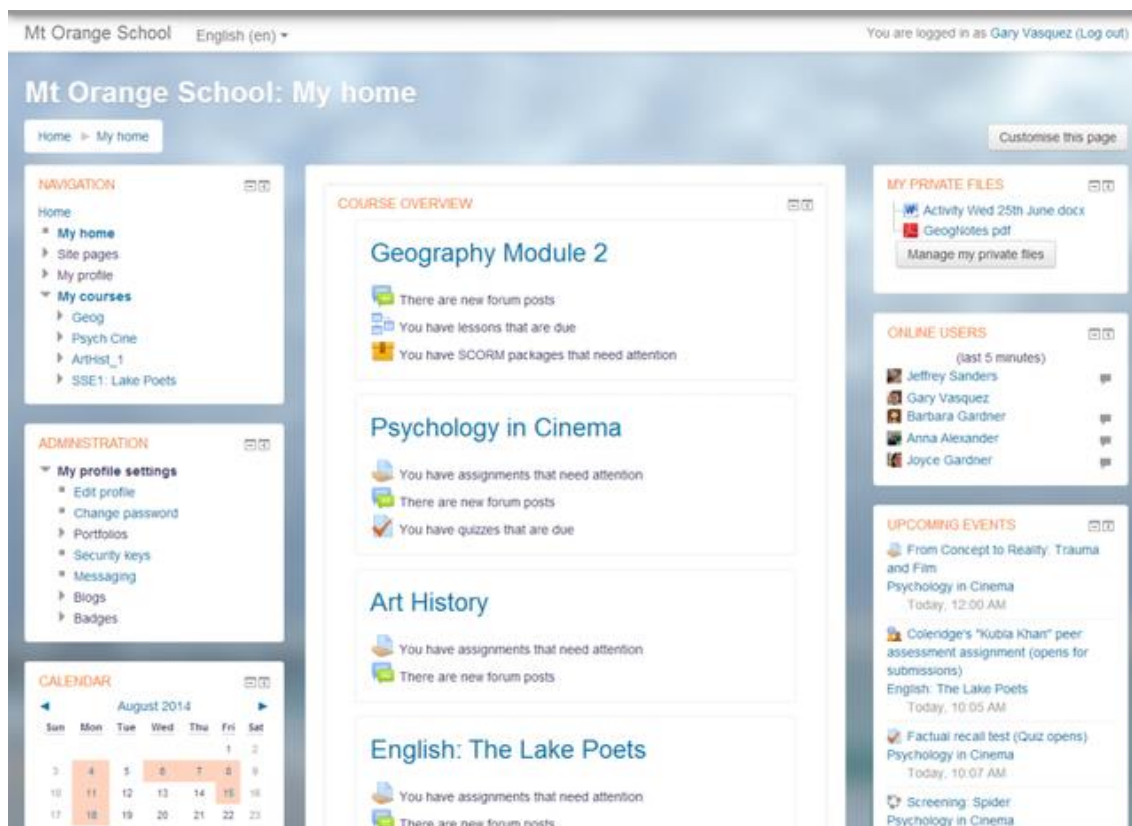 Mt Orange School English (en)
You are logged in as Gary Vasquez (Log out)
Mt Orange School: My home
Home My home
Customise this page
NAVIGATION
Home
My home
Site pages
My profile
My courses
Geog
Psych Cine
ArtHist_1
SSE1: Lake Poets
ADMINISTRATION
My profile settings
Edit profile
Change password
Portfolios
Security keys
Messaging
Blogs
Badges
CALENDAR
August 2014
Sun Mon Tue Wed Thu Fri Sat
1 2
3 4 5 6 7 8 9
10 11 12 13 14 15 16
17 18 19 20 21 22 23
COURSE OVERVIEW
Geography Module 2
There are new forum posts
You have lessons that are due
You have SCORM packages that need attention
Psychology in Cinema
You have assignments that need attention
There are new forum posts
You have quizzes that are due
Art History
You have assignments that need attention
There are new forum posts
English: The Lake Poets
You have assignments that need attention
There are new forum posts
MY PRIVATE FILES
Activity Wed 25th June.docx
GeogNotes.pdf
Manage my private files
ONLINE USERS
(last 5 minutes)
Jeffrey Sanders
Gary Vasquez
Barbara Gardner
Anna Alexander
Joyce Gardner
UPCOMING EVENTS
From Concept to Reality: Trauma
and Film
Psychology in Cinema
Today, 12:00 AM
Coleridge's "Kubla Khan" peer
assessment assignment (opens for
submissions)
English: The Lake Poets
Today, 10:05 AM
Factual recall test (Quiz opens)
Psychology in Cinema
Today, 10:07 AM
Screening: Spider
Psychology in Cinema